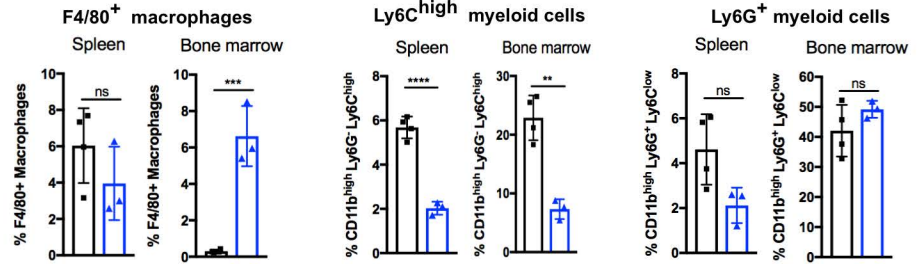 F4/80+ macrophages
Ly6Chigh myeloid cells
Ly6G+ myeloid cells
Spleen
Bone marrow
Spleen
Bone marrow
Spleen
Bone marrow
% F4/80+ Macrophages
10
8
6
4
2
0
ns
% F4/80+ Macrophages
10
8
6
4
2
0
***
% CD11bhigh Ly6G- Ly6Chigh
8
6
4
2
0
****
% CD11bhigh Ly6G- Ly6Chigh
30
20
10
0
**
% CD11bhigh Ly6G+ Ly6Clow
8
6
4
2
0
ns
% CD11bhigh Ly6G+ Ly6Clow
60
50
40
30
20
10
0
ns